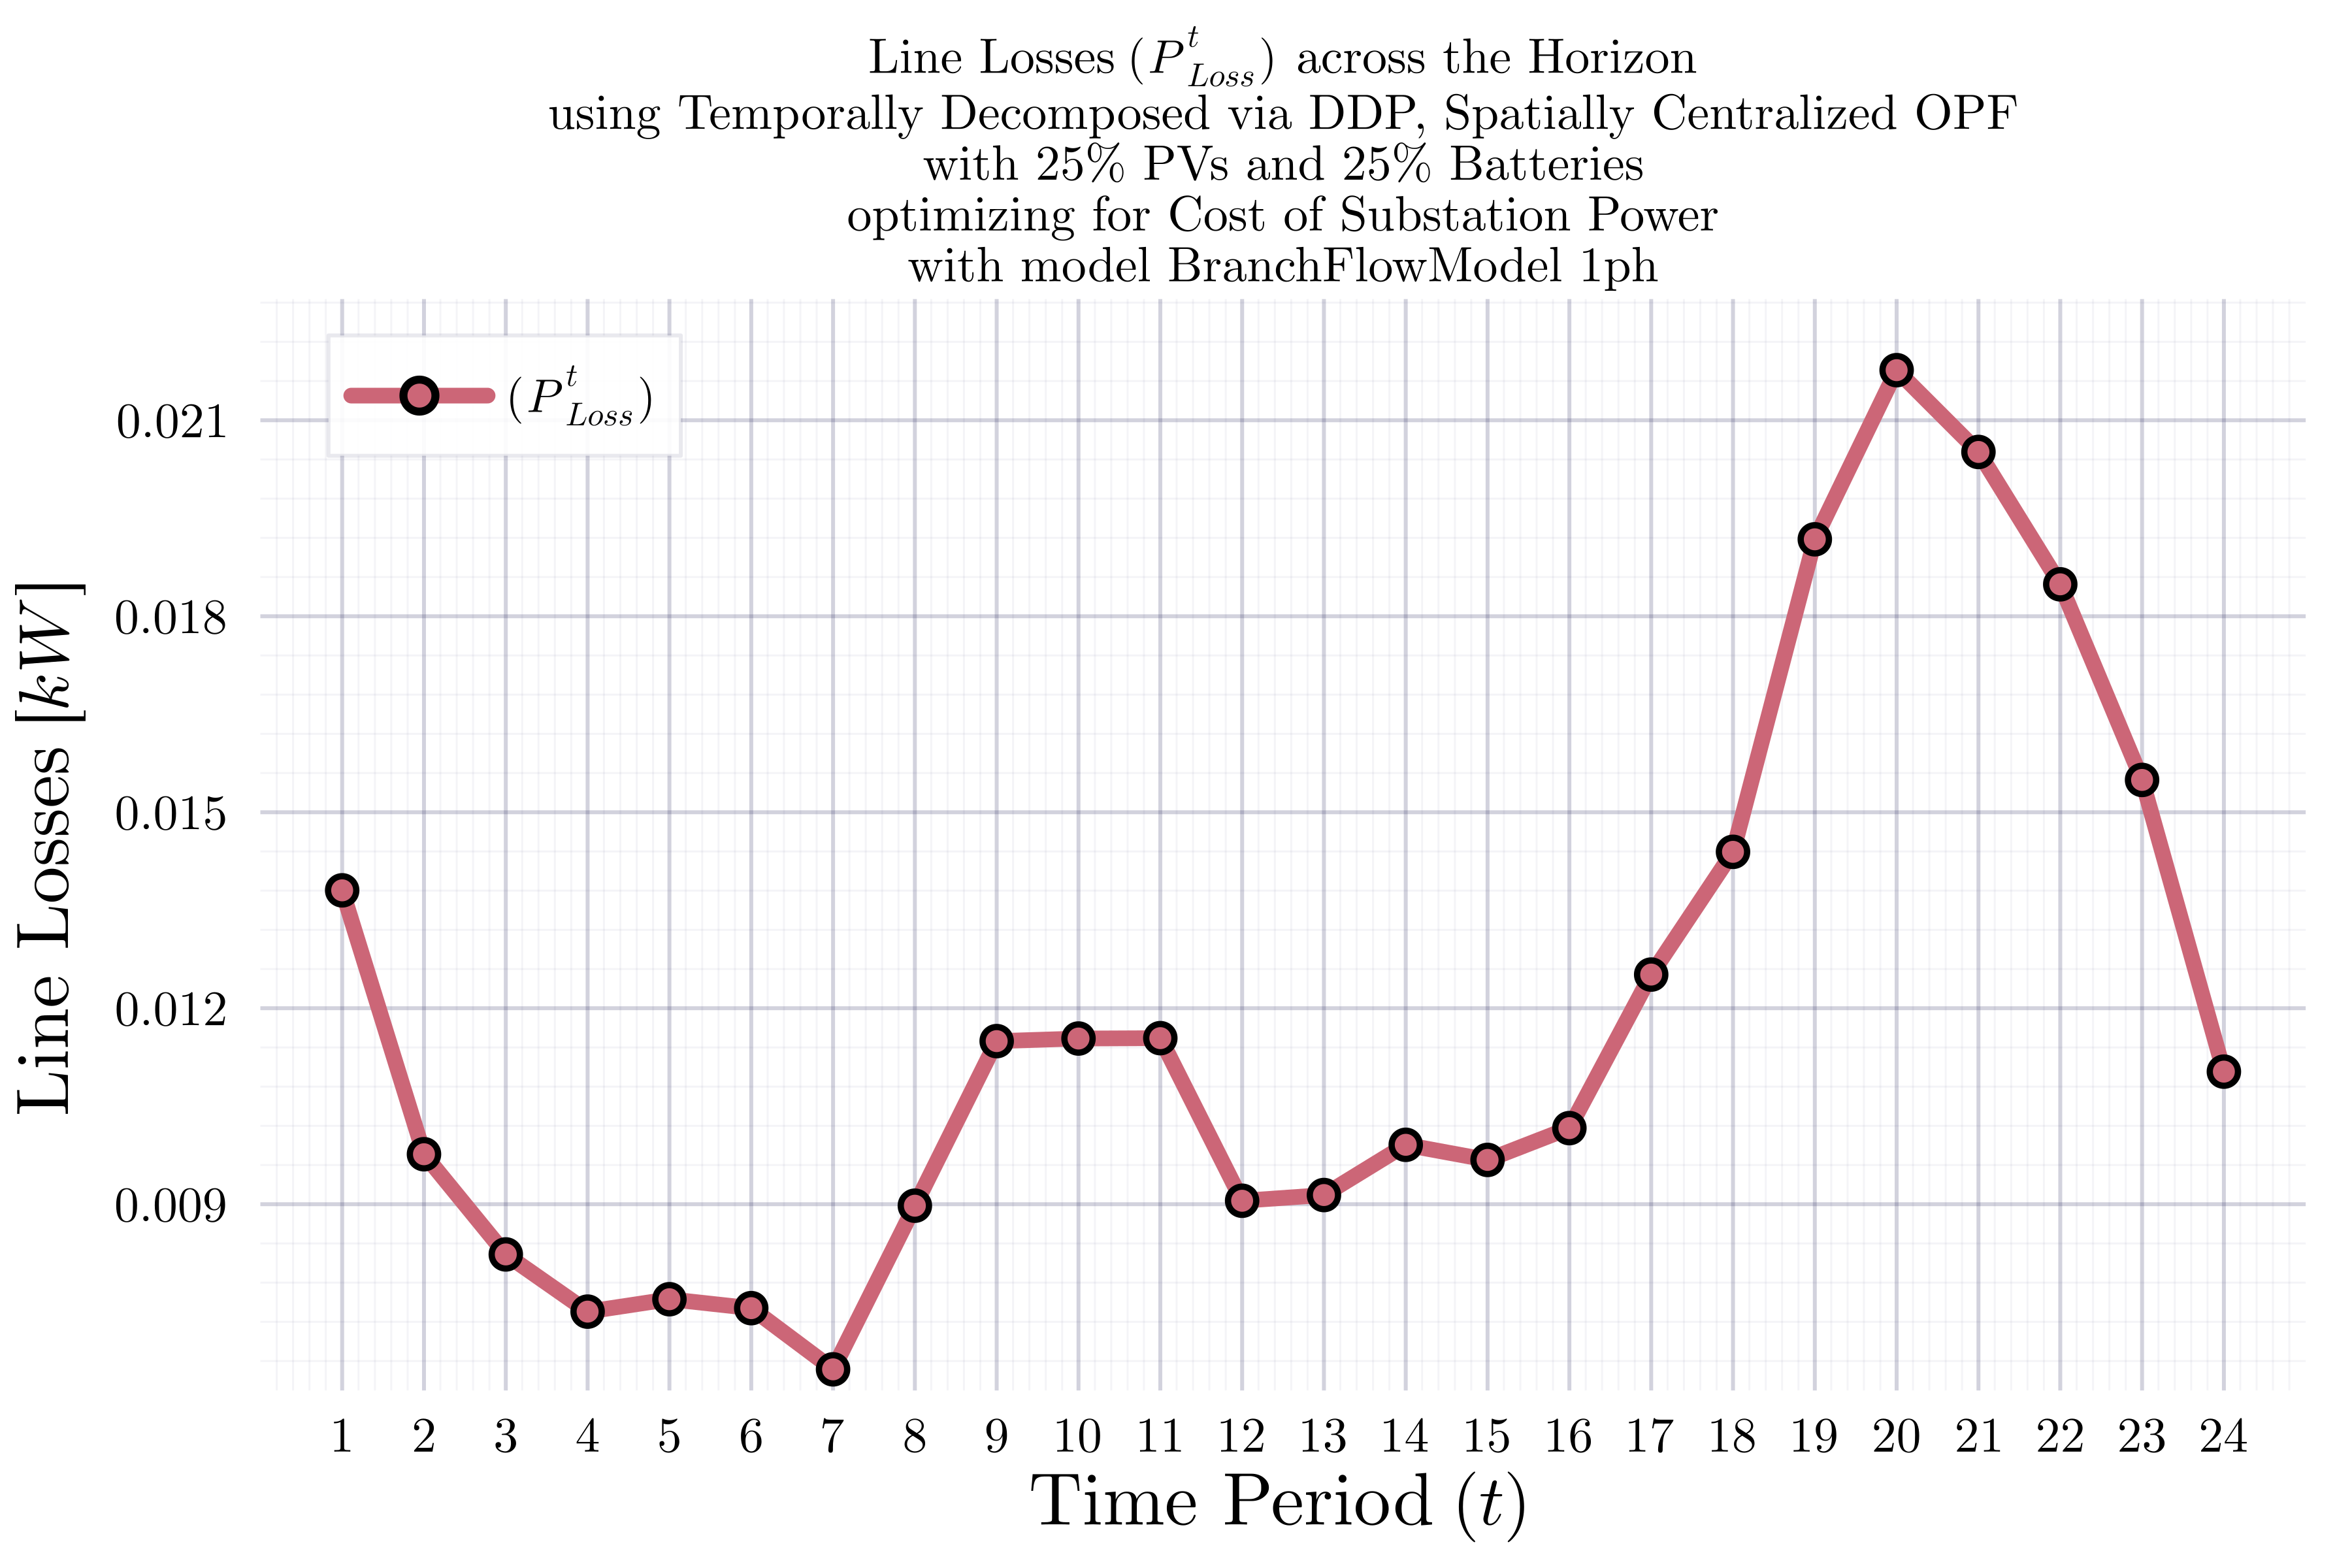 Line Losses (P^t_Loss) across the Horizon
using Temporally Decomposed via DDP, Spatially Centralized OPF
with 25% PVs and 25% Batteries
optimizing for Cost of Substation Power
with model BranchFlowModel 1ph
(P^t_Loss)
Line Losses [kW]
0.021
0.018
0.015
0.012
0.009
1 2 3 4 5 6 7 8 9 10 11 12 13 14 15 16 17 18 19 20 21 22 23 24
Time Period (t)